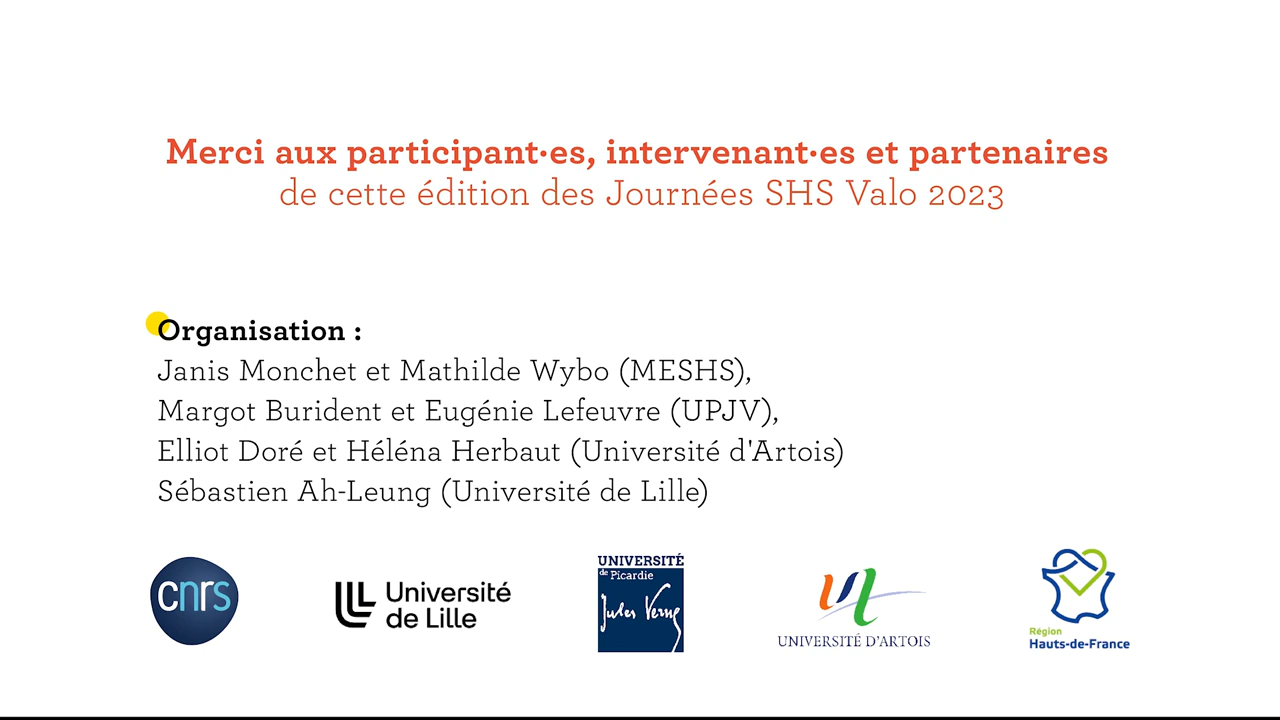 Merci aux participant·es, intervenant·es et partenaires
de cette édition des Journées SHS Valo 2023
Organisation :
Janis Monchet et Mathilde Wybo (MESHS),
Margot Burident et Eugénie Lefeuvre (UPJV),
Elliot Doré et Héléna Herbaut (Université d'Artois)
Sébastien Ah-Leung (Université de Lille)
cnrs
Université
de Lille
UNIVERSITÉ
de Picardie
Jules Verne
UNIVERSITÉ D'ARTOIS
Région
Hauts-de-France